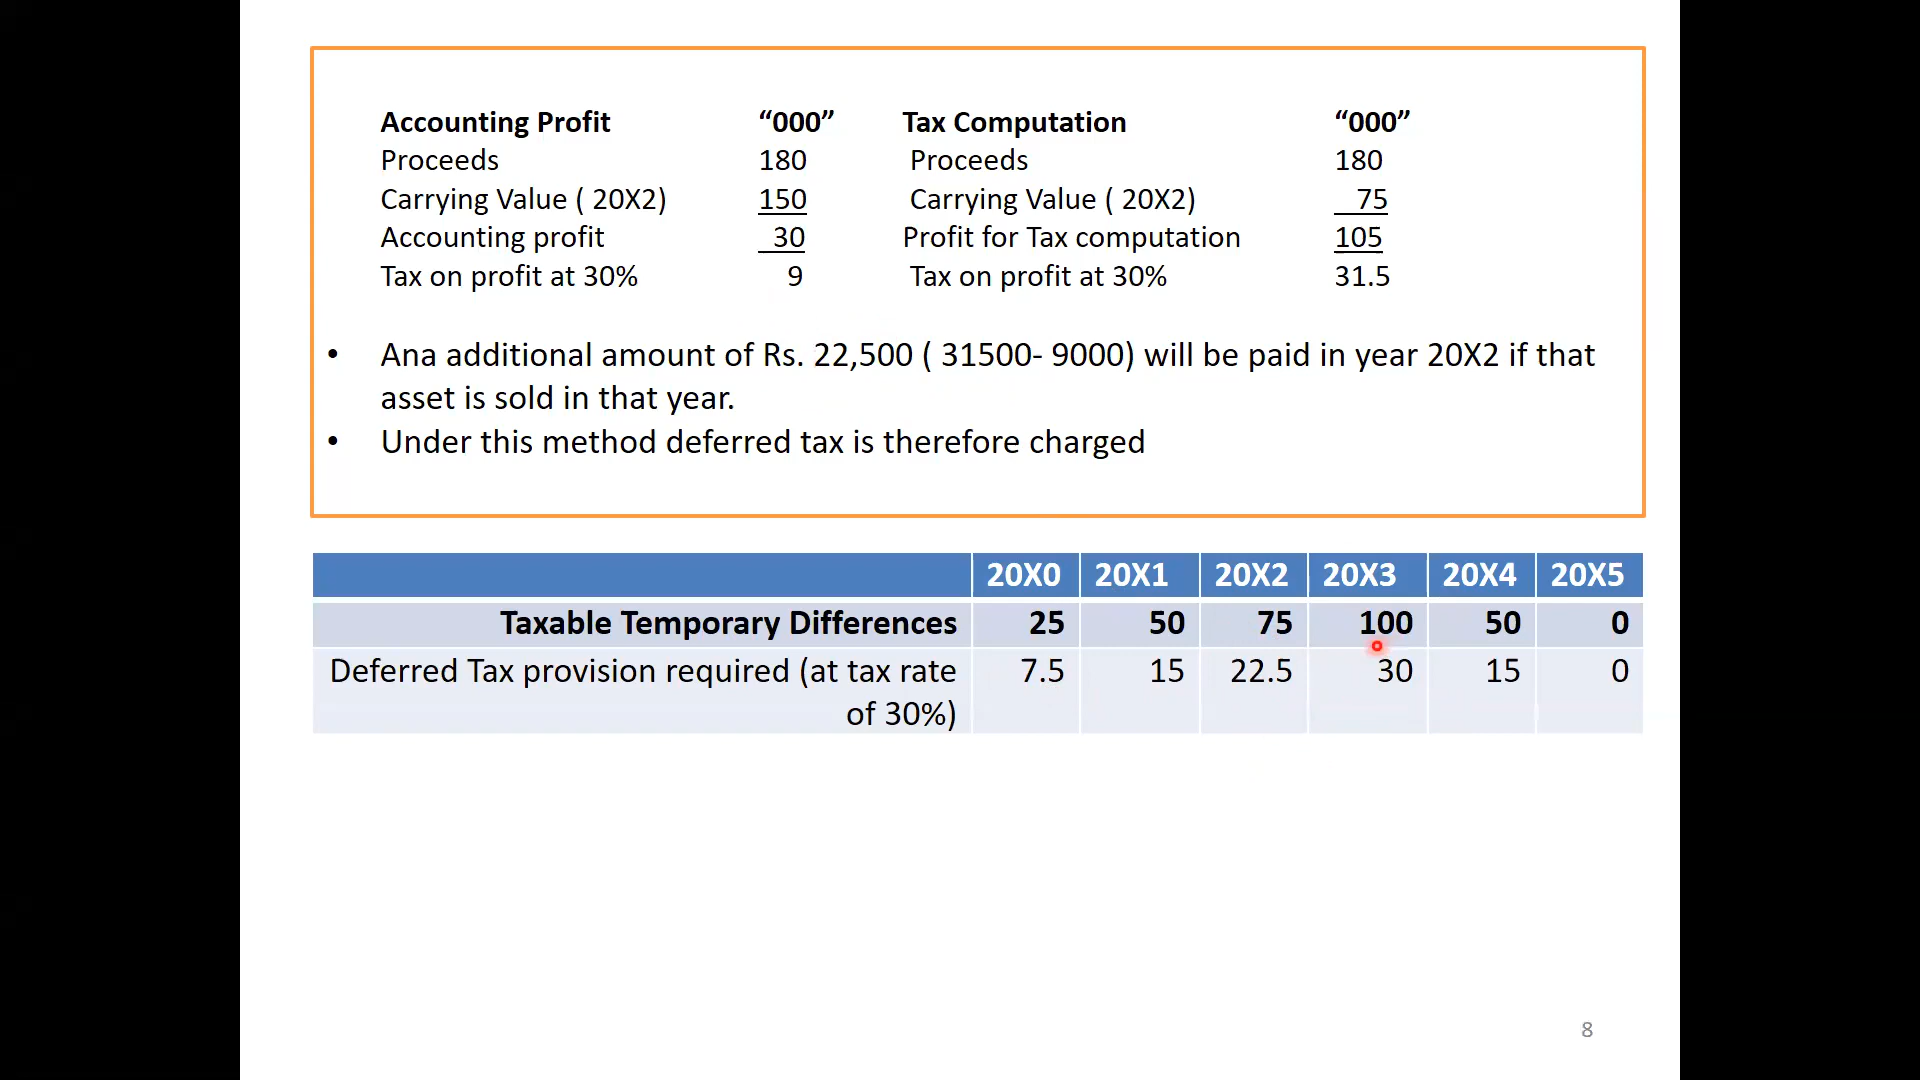 Accounting Profit “000” Tax Computation “000”
Proceeds 180 Proceeds 180
Carrying Value ( 20X2) 150 Carrying Value ( 20X2) 75
Accounting profit 30 Profit for Tax computation 105
Tax on profit at 30% 9 Tax on profit at 30% 31.5
• Ana additional amount of Rs. 22,500 ( 31500- 9000) will be paid in year 20X2 if that
asset is sold in that year.
• Under this method deferred tax is therefore charged
20X0 20X1 20X2 20X3 20X4 20X5
Taxable Temporary Differences 25 50 75 100 50 0
Deferred Tax provision required (at tax rate 7.5 15 22.5 30 15 0
of 30%)
8